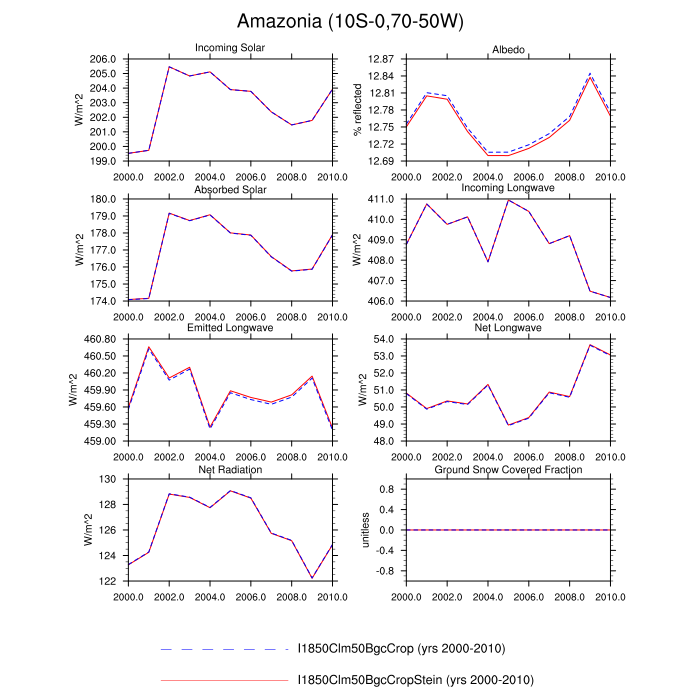 Amazonia (10S-0,70-50W)
Incoming Solar
W/m^2
206.0
205.0
204.0
203.0
202.0
201.0
200.0
199.0
2000.0 2002.0 2004.0 2006.0 2008.0 2010.0
Albedo
% reflected
12.87
12.84
12.81
12.78
12.75
12.72
12.69
2000.0 2002.0 2004.0 2006.0 2008.0 2010.0
Absorbed Solar
W/m^2
180.0
179.0
178.0
177.0
176.0
175.0
174.0
2000.0 2002.0 2004.0 2006.0 2008.0 2010.0
Incoming Longwave
W/m^2
411.0
410.0
409.0
408.0
407.0
406.0
2000.0 2002.0 2004.0 2006.0 2008.0 2010.0
Emitted Longwave
W/m^2
460.80
460.50
460.20
459.90
459.60
459.30
459.00
2000.0 2002.0 2004.0 2006.0 2008.0 2010.0
Net Longwave
W/m^2
54.0
53.0
52.0
51.0
50.0
49.0
48.0
2000.0 2002.0 2004.0 2006.0 2008.0 2010.0
Net Radiation
W/m^2
130
128
126
124
122
2000.0 2002.0 2004.0 2006.0 2008.0 2010.0
Ground Snow Covered Fraction
unitless
0.8
0.4
0.0
-0.4
-0.8
2000.0 2002.0 2004.0 2006.0 2008.0 2010.0
I1850Clm50BgcCrop (yrs 2000-2010)
I1850Clm50BgcCropStein (yrs 2000-2010)